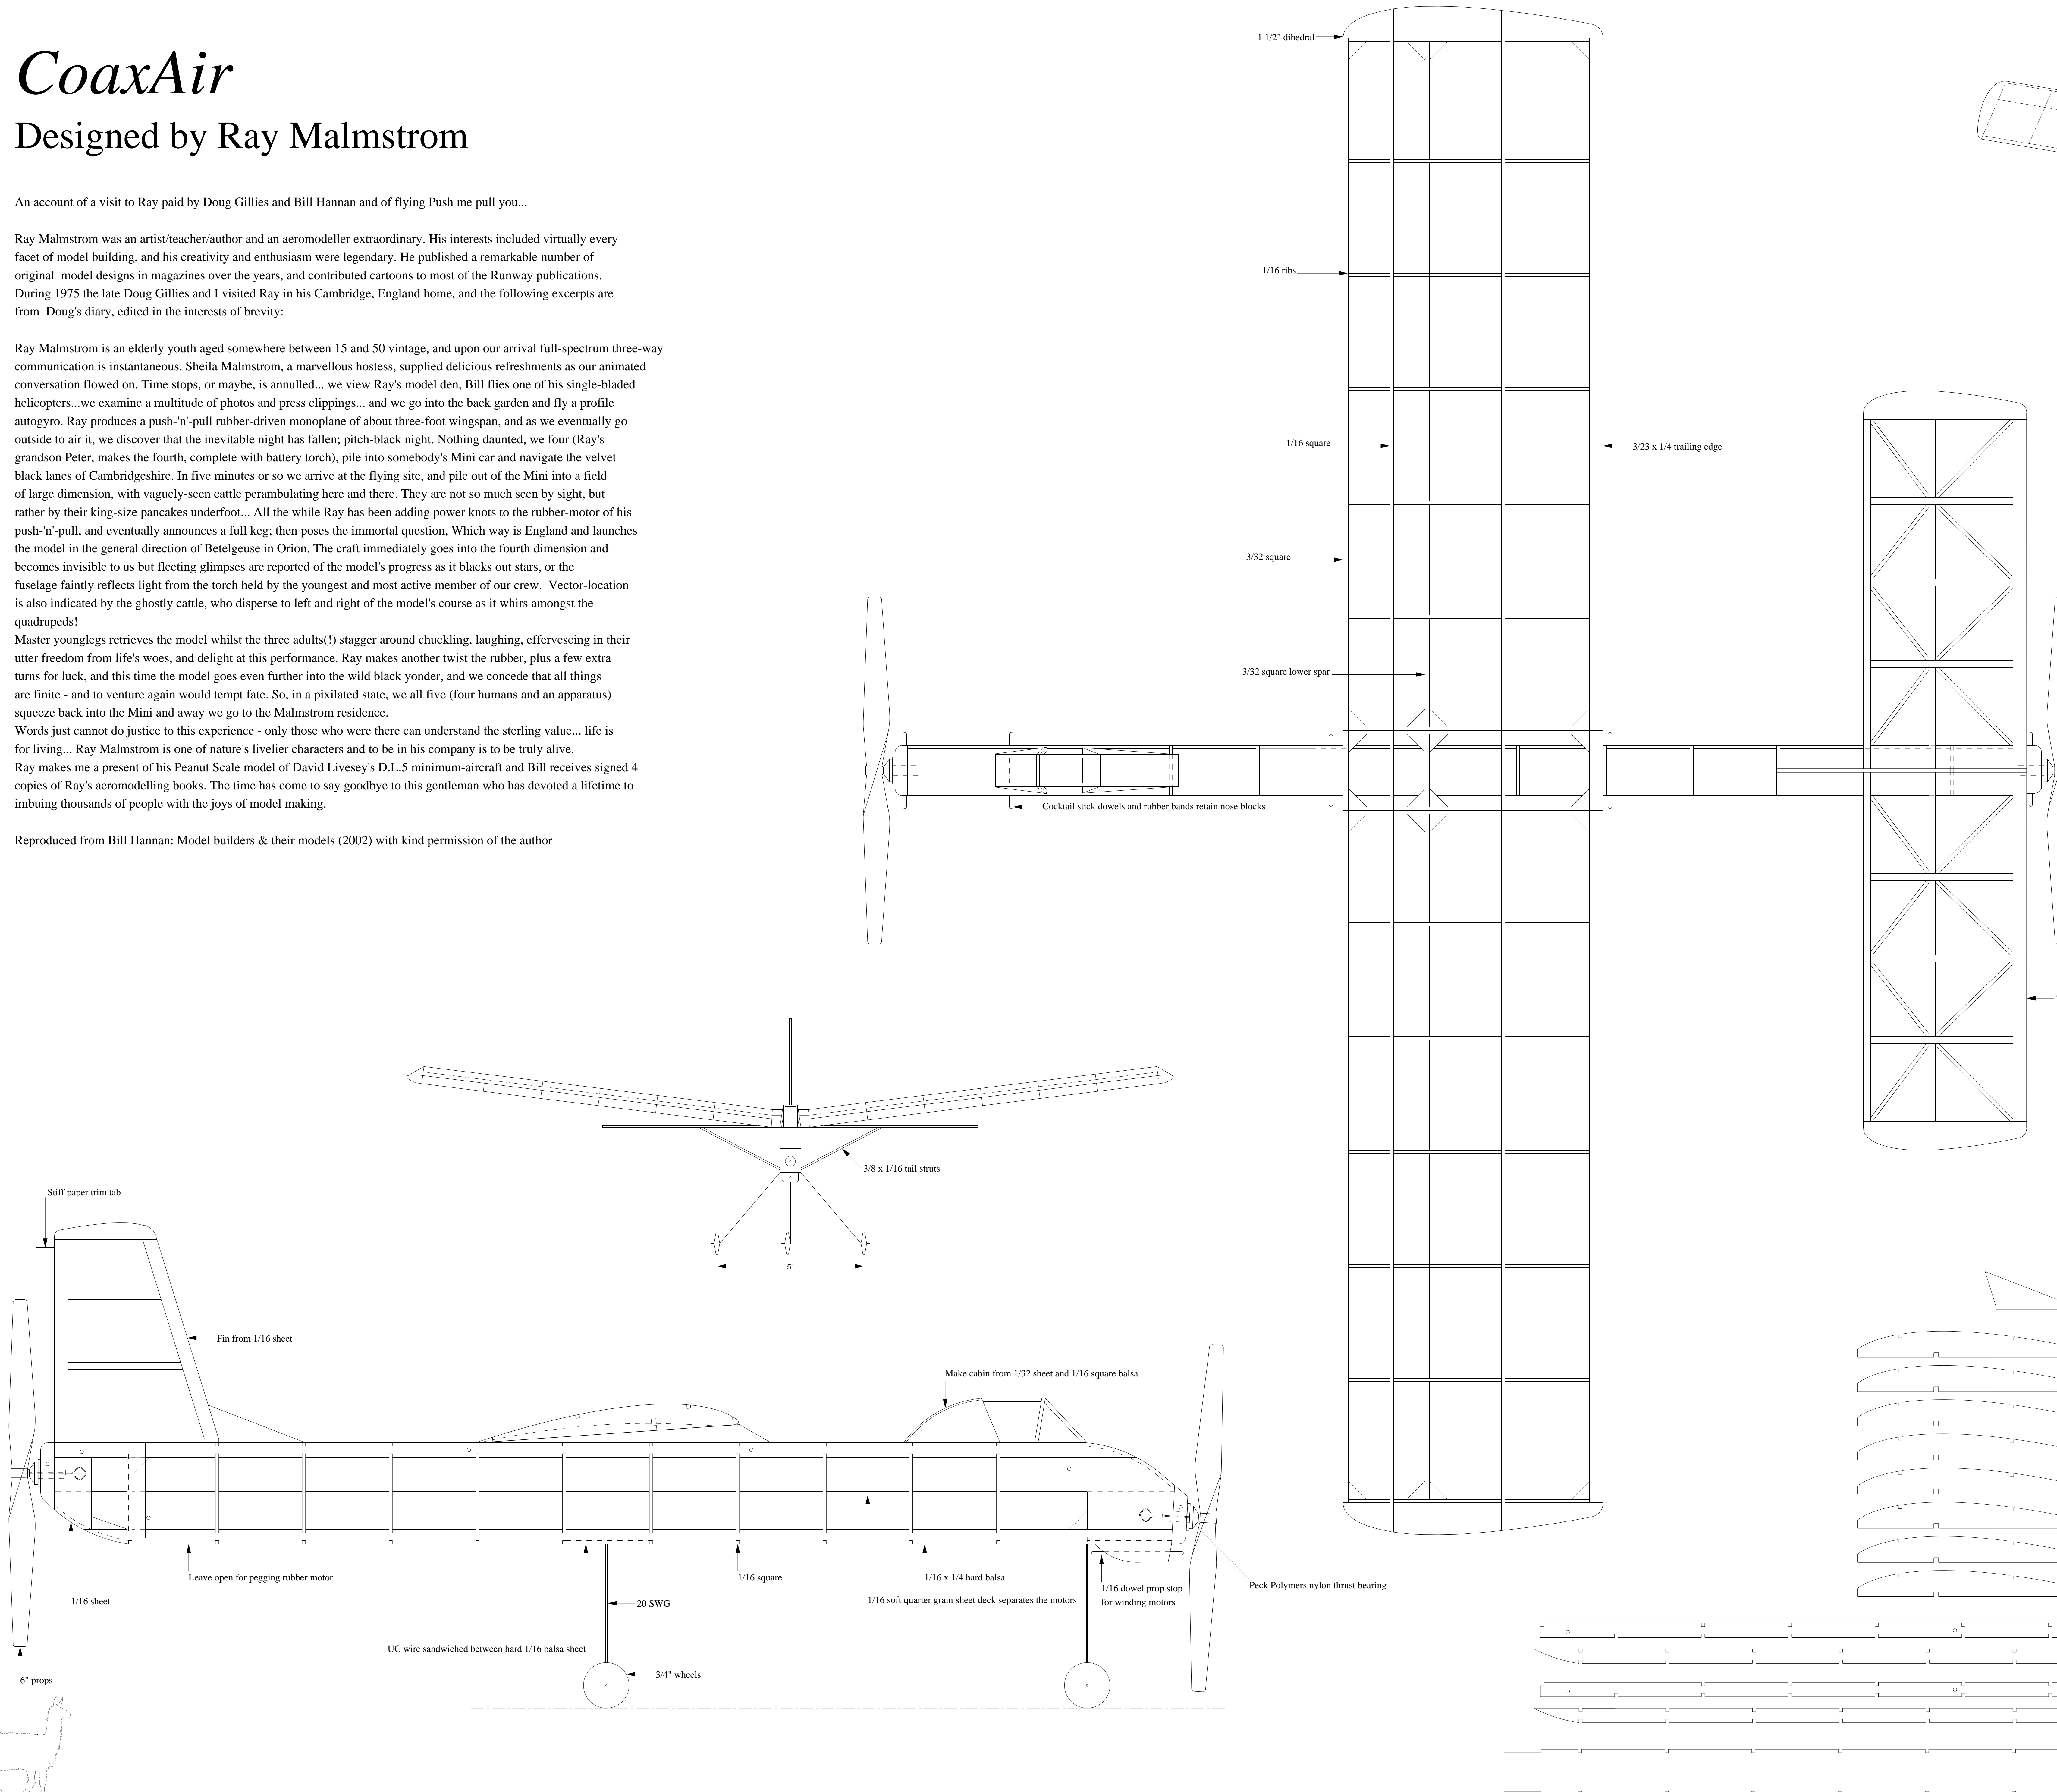 CoaxAir
Designed by Ray Malmstrom
An account of a visit to Ray paid by Doug Gillies and Bill Hannan and of flying Push me pull you...
Ray Malmstrom was an artist/teacher/author and an aeromodeller extraordinary. His interests included virtually every
facet of model building, and his creativity and enthusiasm were legendary. He published a remarkable number of
original  model designs in magazines over the years, and contributed cartoons to most of the Runway publications.
During 1975 the late Doug Gillies and I visited Ray in his Cambridge, England home, and the following excerpts are
from  Doug's diary, edited in the interests of brevity:
Ray Malmstrom is an elderly youth aged somewhere between 15 and 50 vintage, and upon our arrival full-spectrum three-way
communication is instantaneous. Sheila Malmstrom, a marvellous hostess, supplied delicious refreshments as our animated
conversation flowed on. Time stops, or maybe, is annulled... we view Ray's model den, Bill flies one of his single-bladed
helicopters...we examine a multitude of photos and press clippings... and we go into the back garden and fly a profile
autogyro. Ray produces a push-'n'-pull rubber-driven monoplane of about three-foot wingspan, and as we eventually go
outside to air it, we discover that the inevitable night has fallen; pitch-black night. Nothing daunted, we four (Ray's
grandson Peter, makes the fourth, complete with battery torch), pile into somebody's Mini car and navigate the velvet
black lanes of Cambridgeshire. In five minutes or so we arrive at the flying site, and pile out of the Mini into a field
of large dimension, with vaguely-seen cattle perambulating here and there. They are not so much seen by sight, but
rather by their king-size pancakes underfoot... All the while Ray has been adding power knots to the rubber-motor of his
push-'n'-pull, and eventually announces a full keg; then poses the immortal question, Which way is England and launches
the model in the general direction of Betelgeuse in Orion. The craft immediately goes into the fourth dimension and
becomes invisible to us but fleeting glimpses are reported of the model's progress as it blacks out stars, or the
fuselage faintly reflects light from the torch held by the youngest and most active member of our crew.  Vector-location
is also indicated by the ghostly cattle, who disperse to left and right of the model's course as it whirs amongst the
quadrupeds!
Master younglegs retrieves the model whilst the three adults(!) stagger around chuckling, laughing, effervescing in their
utter freedom from life's woes, and delight at this performance. Ray makes another twist the rubber, plus a few extra
turns for luck, and this time the model goes even further into the wild black yonder, and we concede that all things
are finite - and to venture again would tempt fate. So, in a pixilated state, we all five (four humans and an apparatus)
squeeze back into the Mini and away we go to the Malmstrom residence.
Words just cannot do justice to this experience - only those who were there can understand the sterling value... life is
for living... Ray Malmstrom is one of nature's livelier characters and to be in his company is to be truly alive.
Ray makes me a present of his Peanut Scale model of David Livesey's D.L.5 minimum-aircraft and Bill receives signed 4
copies of Ray's aeromodelling books. The time has come to say goodbye to this gentleman who has devoted a lifetime to
imbuing thousands of people with the joys of model making.
Reproduced from Bill Hannan: Model builders & their models (2002) with kind permission of the author
1 1/2" dihedral
1/16 ribs
1/16 square
3/23 x 1/4 trailing edge
3/32 square
3/32 square lower spar
Cocktail stick dowels and rubber bands retain nose blocks
3/8 x 1/16 tail struts
5"
Stiff paper trim tab
Fin from 1/16 sheet
Make cabin from 1/32 sheet and 1/16 square balsa
Leave open for pegging rubber motor
1/16 sheet
1/16 square
1/16 x 1/4 hard balsa
1/16 soft quarter grain sheet deck separates the motors
1/16 dowel prop stop
for winding motors
Peck Polymers nylon thrust bearing
20 SWG
UC wire sandwiched between hard 1/16 balsa sheet
3/4" wheels
6" props